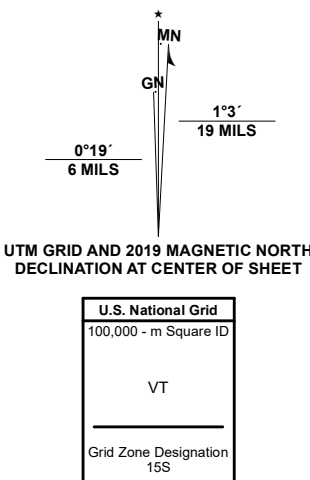 ★
MN
GN
1°3´
19 MILS
0°19´
6 MILS
UTM GRID AND 2019 MAGNETIC NORTH
DECLINATION AT CENTER OF SHEET
U.S. National Grid
100,000 - m Square ID
VT
Grid Zone Designation
15S